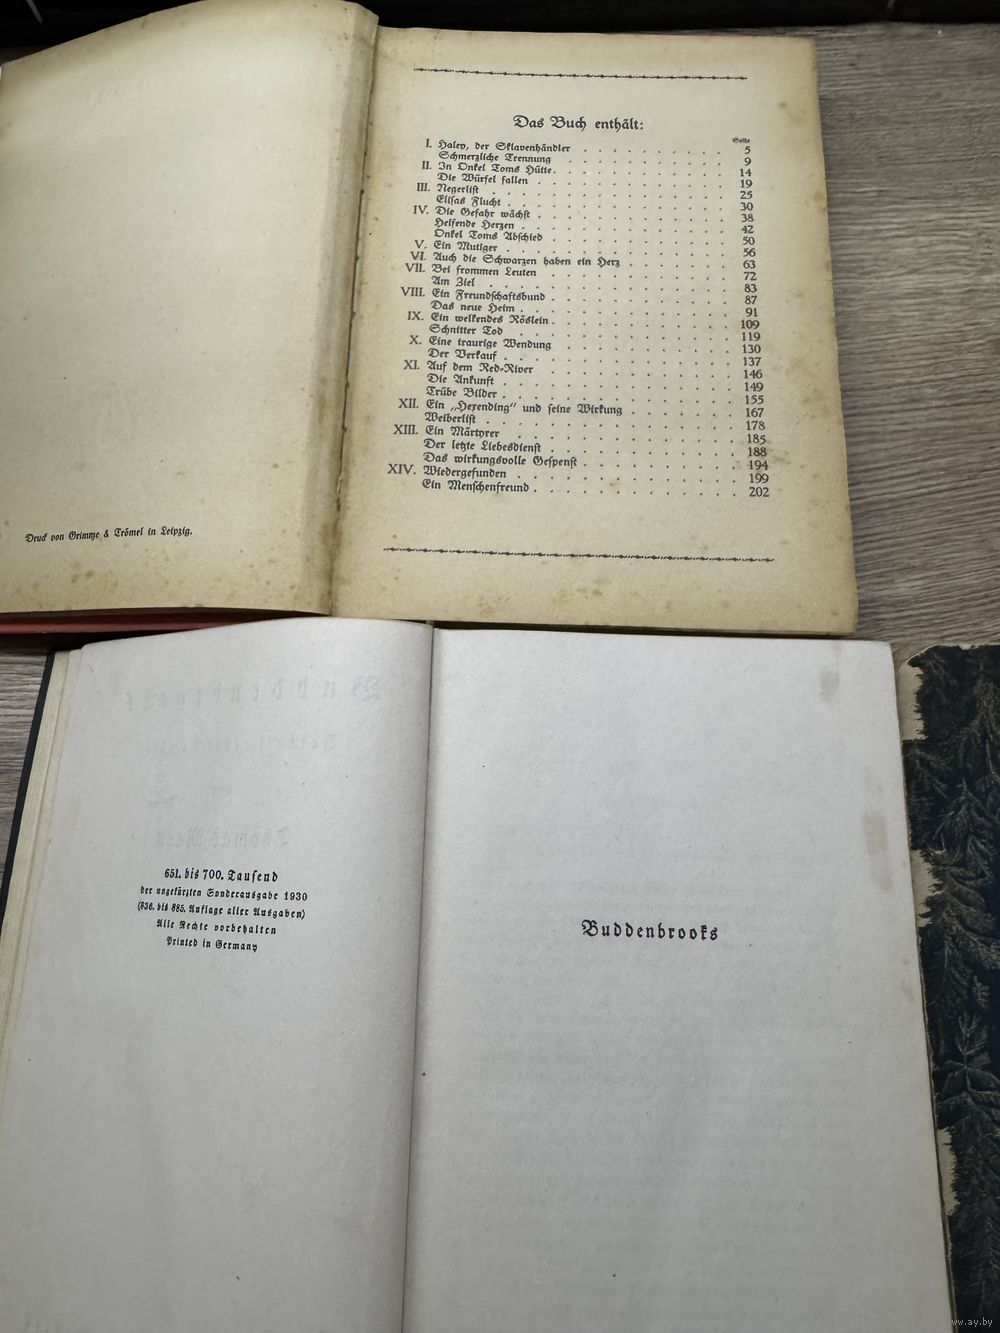 Das Buch enthält:
Seite
I. Haley, der Sklavenhändler 5
Schmerzliche Trennung 9
II. In Onkel Toms Hütte 14
Die Würfel fallen 19
III. Negerlist 25
Elisas Flucht 30
IV. Die Gefahr wächst 38
Helfende Herzen 42
Onkel Toms Abschied 50
V. Ein Mutiger 56
VI. Auch die Schwarzen haben ein Herz 63
VII. Bei frommen Leuten 72
Am Ziel 83
VIII. Ein Freundschaftsbund 87
Das neue Heim 91
IX. Ein welkendes Röslein 109
Schnitter Tod 119
X. Eine traurige Wendung 130
Der Verkauf 137
XI. Auf dem Red-River 146
Die Ankunft 149
Trübe Bilder 155
XII. Ein „Hexending“ und seine Wirkung 167
Weiberlist 178
XIII. Ein Märtyrer 185
Der letzte Liebesdienst 188
Das wirkungsvolle Gespenst 194
XIV. Wiedergefunden 199
Ein Menschenfreund 202
Druck von Grimme & Trömel in Leipzig.
651. bis 700. Tausend
der ungekürzten Sonderausgabe 1930
(836. bis 885. Auflage aller Ausgaben)
Alle Rechte vorbehalten
Printed in Germany
Buddenbrooks
www.ay.by